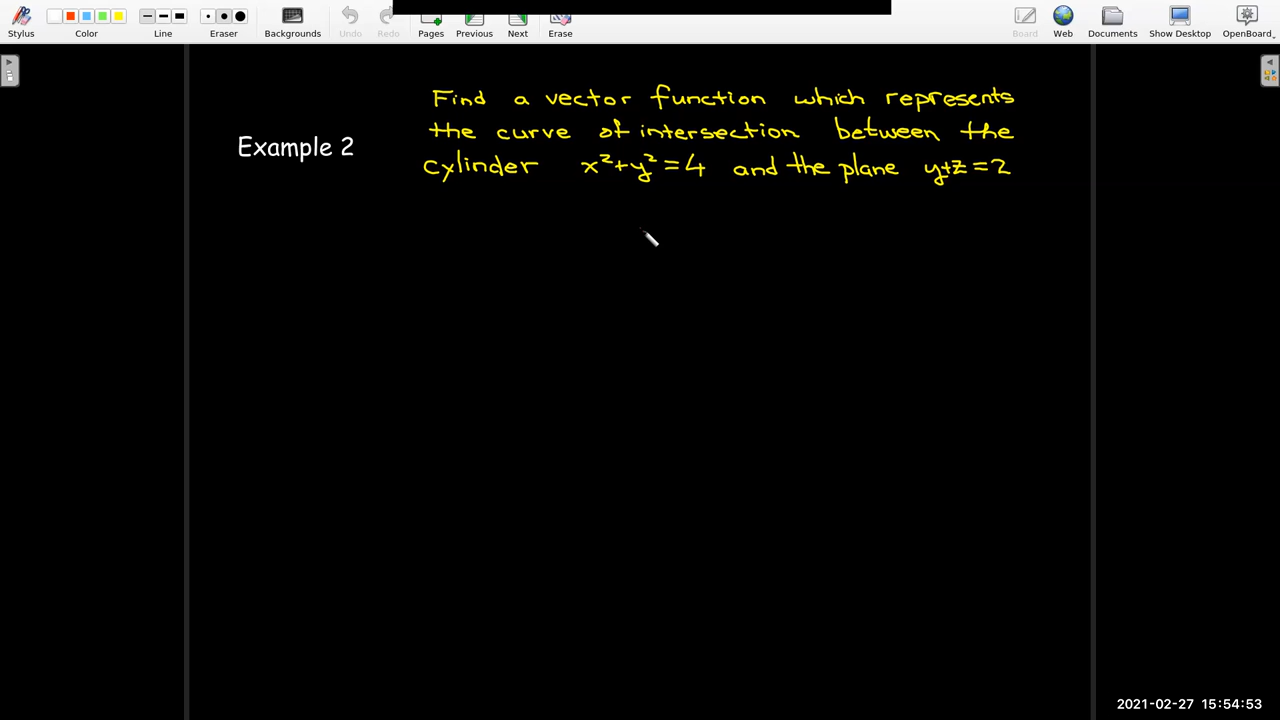 Stylus Color Line Eraser Backgrounds Undo Redo Pages Previous Next Erase Board Web Documents Show Desktop OpenBoard
Find a vector function which represents
the curve of intersection between the
Example 2
cylinder x²+y²=4 and the plane y+z=2
2021-02-27 15:54:53